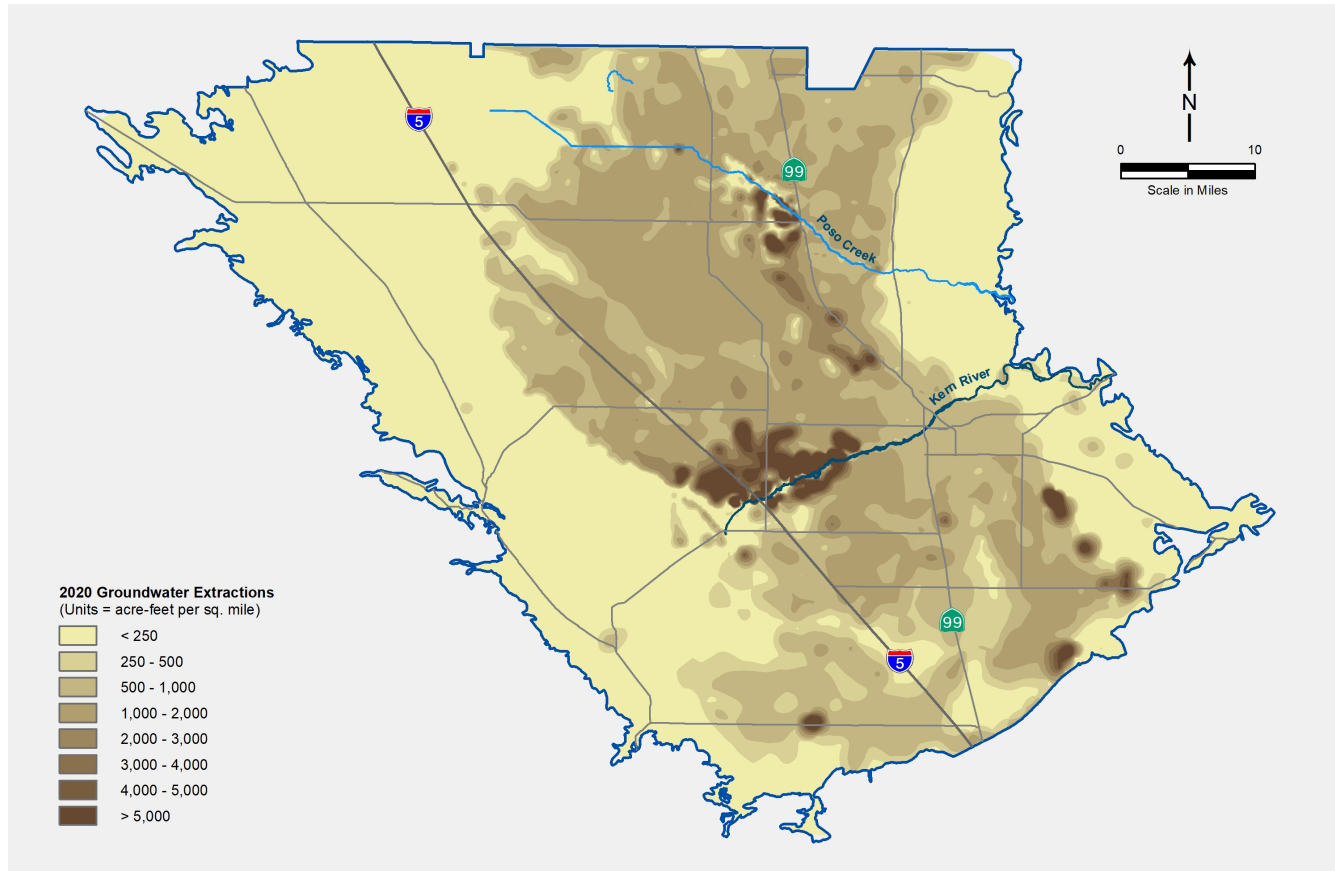 5
N
0 10
Scale in Miles
99
Poso Creek
Kern River
99
5
2020 Groundwater Extractions
(Units = acre-feet per sq. mile)
< 250
250 - 500
500 - 1,000
1,000 - 2,000
2,000 - 3,000
3,000 - 4,000
4,000 - 5,000
> 5,000